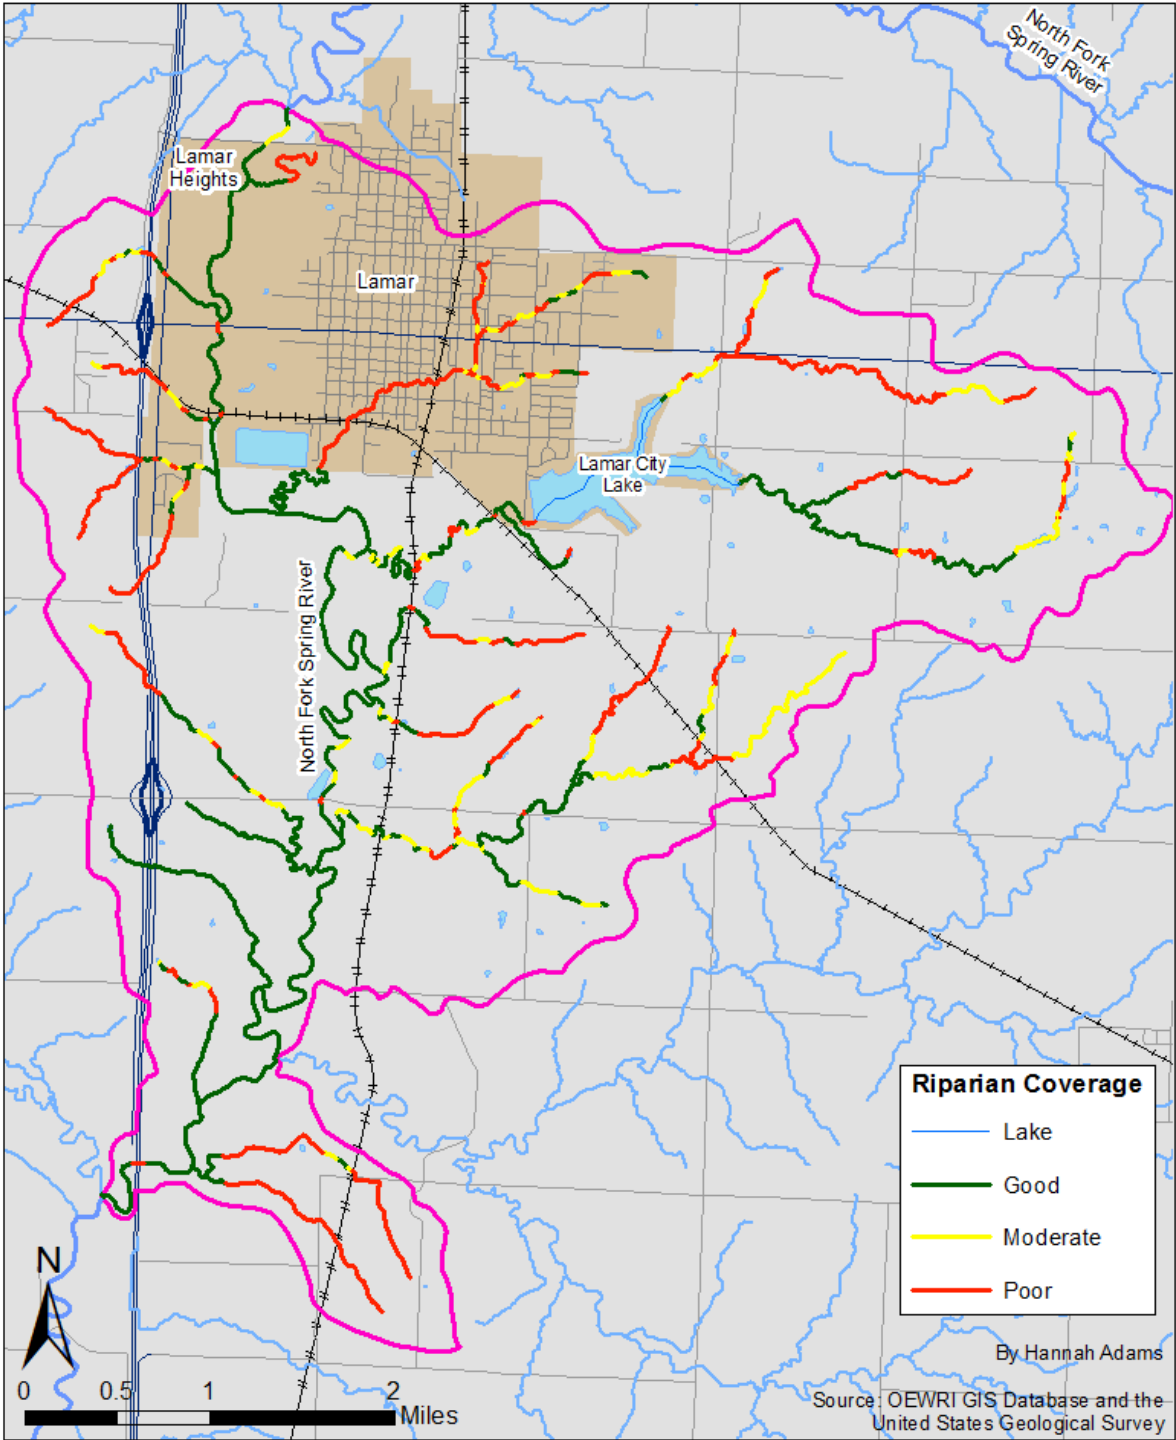 North Fork
Spring River
Lamar
Heights
Lamar
Lamar City
Lake
North Fork Spring River
Riparian Coverage
Lake
Good
Moderate
Poor
N
0 0.5 1 2
Miles
By Hannah Adams
Source: OEWRI GIS Database and the
United States Geological Survey